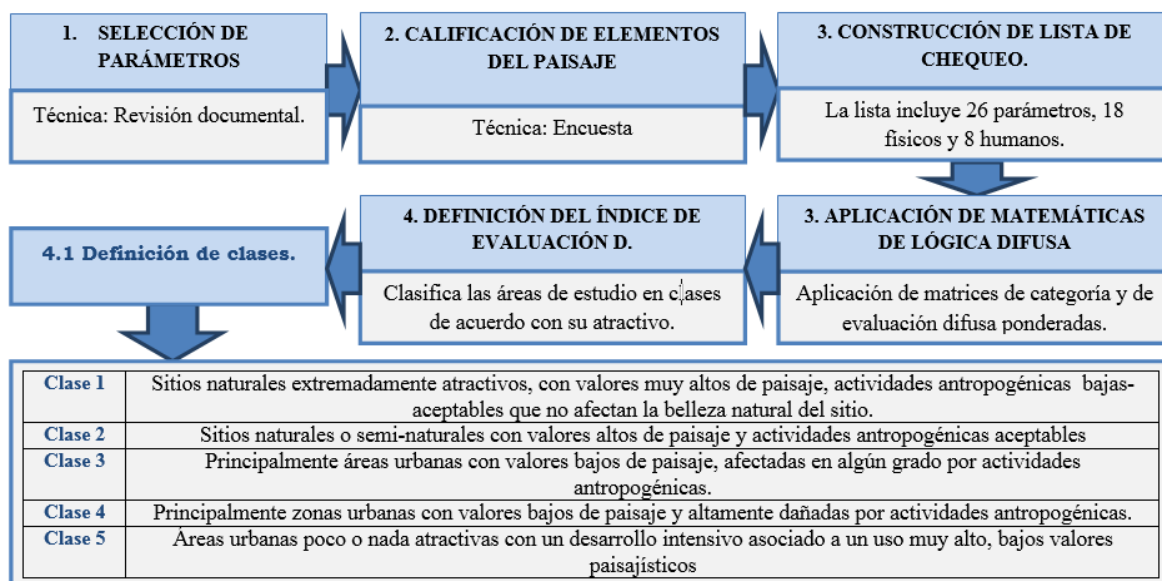 1. SELECCIÓN DE
PARÁMETROS
Técnica: Revisión documental.
2. CALIFICACIÓN DE ELEMENTOS
DEL PAISAJE
Técnica: Encuesta
3. CONSTRUCCIÓN DE LISTA DE
CHEQUEO.
La lista incluye 26 parámetros, 18
físicos y 8 humanos.
3. APLICACIÓN DE MATEMÁTICAS
DE LÓGICA DIFUSA
Aplicación de matrices de categoría y de
evaluación difusa ponderadas.
4. DEFINICIÓN DEL ÍNDICE DE
EVALUACIÓN D.
Clasifica las áreas de estudio en clases
de acuerdo con su atractivo.
4.1 Definición de clases.
Clase 1 Sitios naturales extremadamente atractivos, con valores muy altos de paisaje, actividades antropogénicas bajas-
aceptables que no afectan la belleza natural del sitio.
Clase 2 Sitios naturales o semi-naturales con valores altos de paisaje y actividades antropogénicas aceptables
Clase 3 Principalmente áreas urbanas con valores bajos de paisaje, afectadas en algún grado por actividades
antropogénicas.
Clase 4 Principalmente zonas urbanas con valores bajos de paisaje y altamente dañadas por actividades antropogénicas.
Clase 5 Áreas urbanas poco o nada atractivas con un desarrollo intensivo asociado a un uso muy alto, bajos valores
paisajísticos